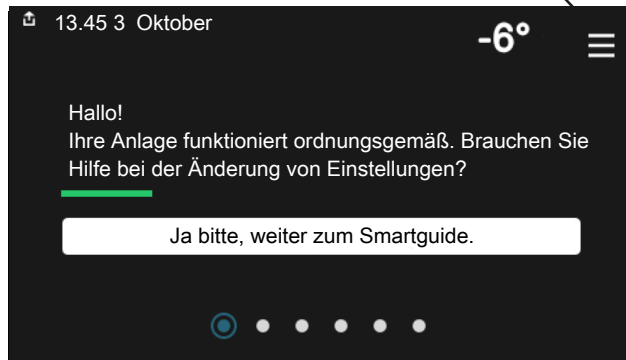 13.45 3 Oktober
-6°
Hallo!
Ihre Anlage funktioniert ordnungsgemäß. Brauchen Sie
Hilfe bei der Änderung von Einstellungen?
Ja bitte, weiter zum Smartguide.